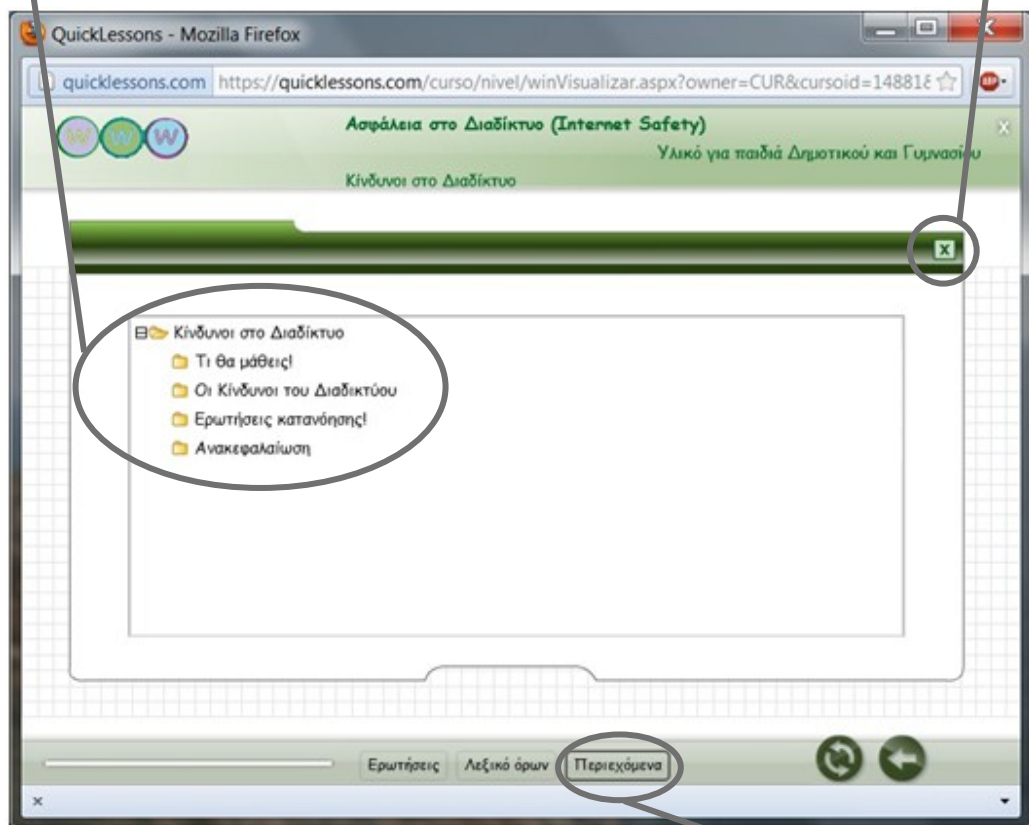 QuickLessons - Mozilla Firefox
quicklessons.com https://quicklessons.com/curso/nivel/winVisualizar.aspx?owner=CUR&cursoid=14881
ABP
WWW
Ασφάλεια στο Διαδίκτυο (Internet Safety)
Υλικό για παιδιά Δημοτικού και Γυμνασίου
Κίνδυνοι στο Διαδίκτυο
Κίνδυνοι στο Διαδίκτυο
Τι θα μάθεις!
Οι Κίνδυνοι του Διαδικτύου
Ερωτήσεις κατανόησης!
Ανακεφαλαίωση
Ερωτήσεις Λεξικό όρων Περιεχόμενα